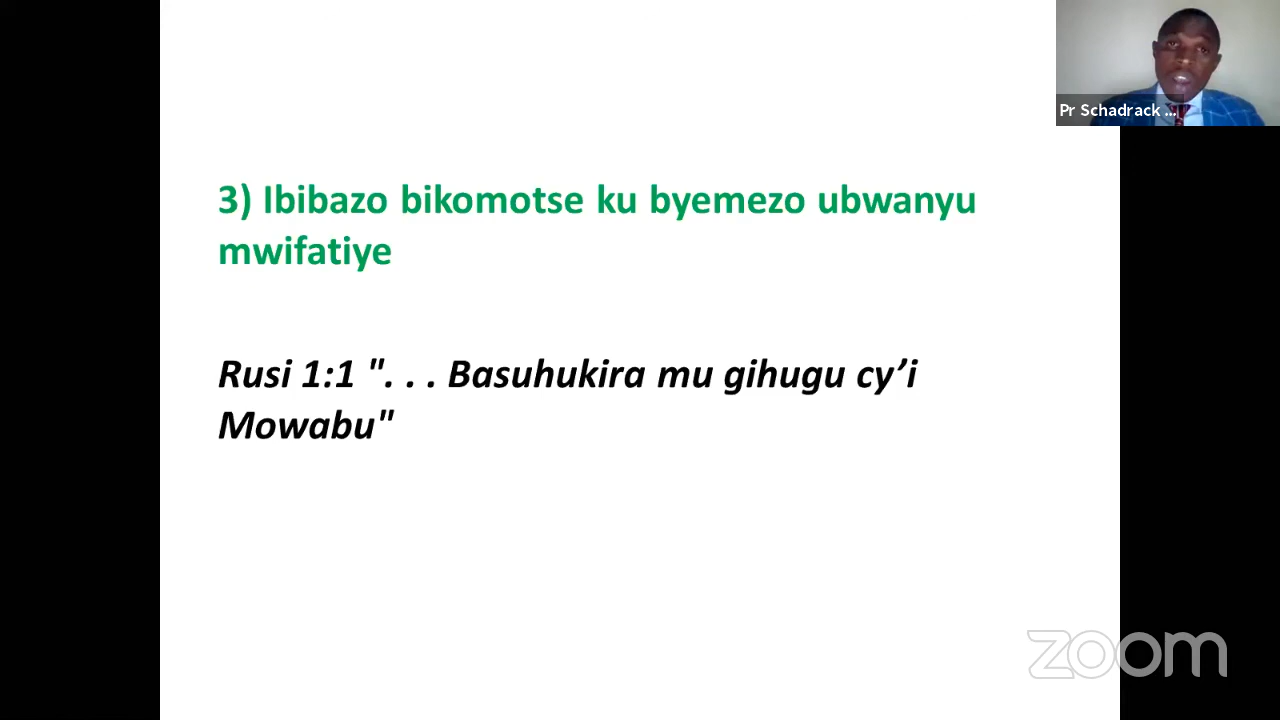 Pr Schadrack ...
3) Ibibazo bikomotse ku byemezo ubwanyu
mwifatiye
Rusi 1:1 ". . . Basuhukira mu gihugu cy’i
Mowabu"
zoom